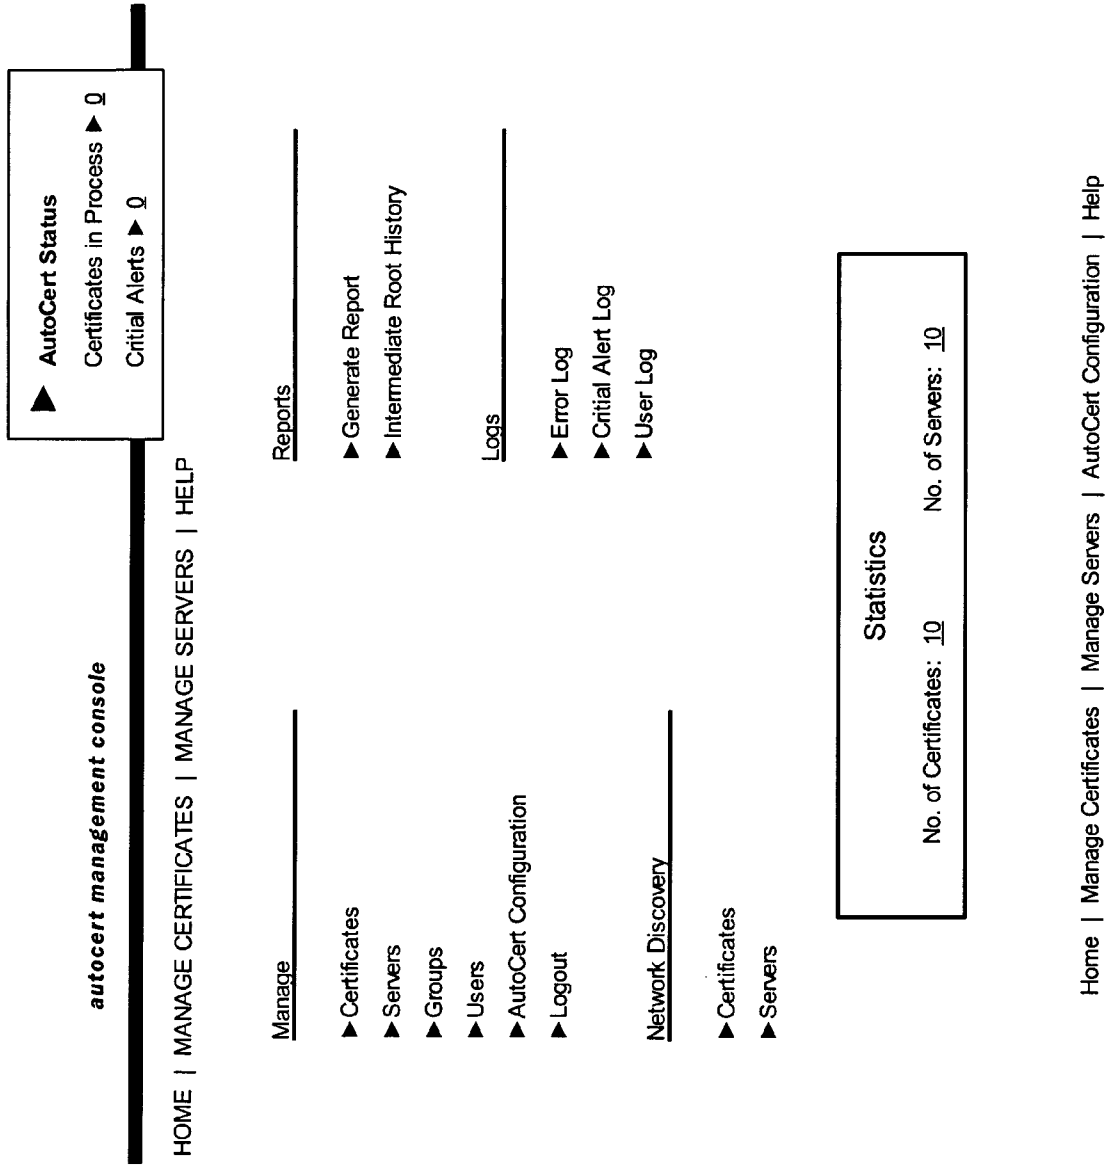 autocert management console
▶ AutoCert Status
Certificates in Process ▶ 0
Critial Alerts ▶ 0
HOME | MANAGE CERTIFICATES | MANAGE SERVERS | HELP
Manage
▶Certificates
▶Servers
▶Groups
▶Users
▶AutoCert Configuration
▶Logout
Network Discovery
▶Certificates
▶Servers
Reports
▶Generate Report
▶Intermediate Root History
Logs
▶Error Log
▶Critial Alert Log
▶User Log
Statistics
No. of Certificates: 10 No. of Servers: 10
Home | Manage Certificates | Manage Servers | AutoCert Configuration | Help